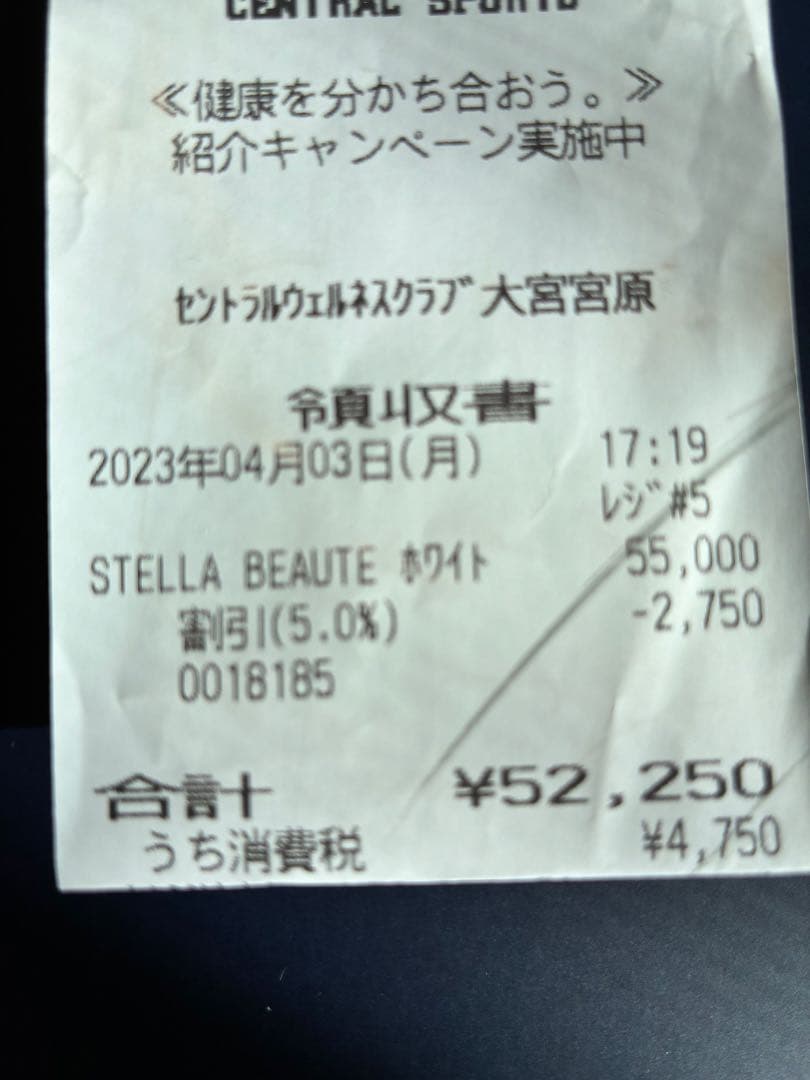 CENTRAL SPORTS
≪健康を分かち合おう。≫
紹介キャンペーン実施中
ｾﾝﾄﾗﾙｳｪﾙﾈｽｸﾗﾌﾞ大宮宮原
領収書
2023年04月03日(月) 17:19
ﾚｼﾞ#5
STELLA BEAUTE ﾎﾜｲﾄ 55,000
割引(5.0%) -2,750
0018185
合計 ¥52,250
うち消費税 ¥4,750